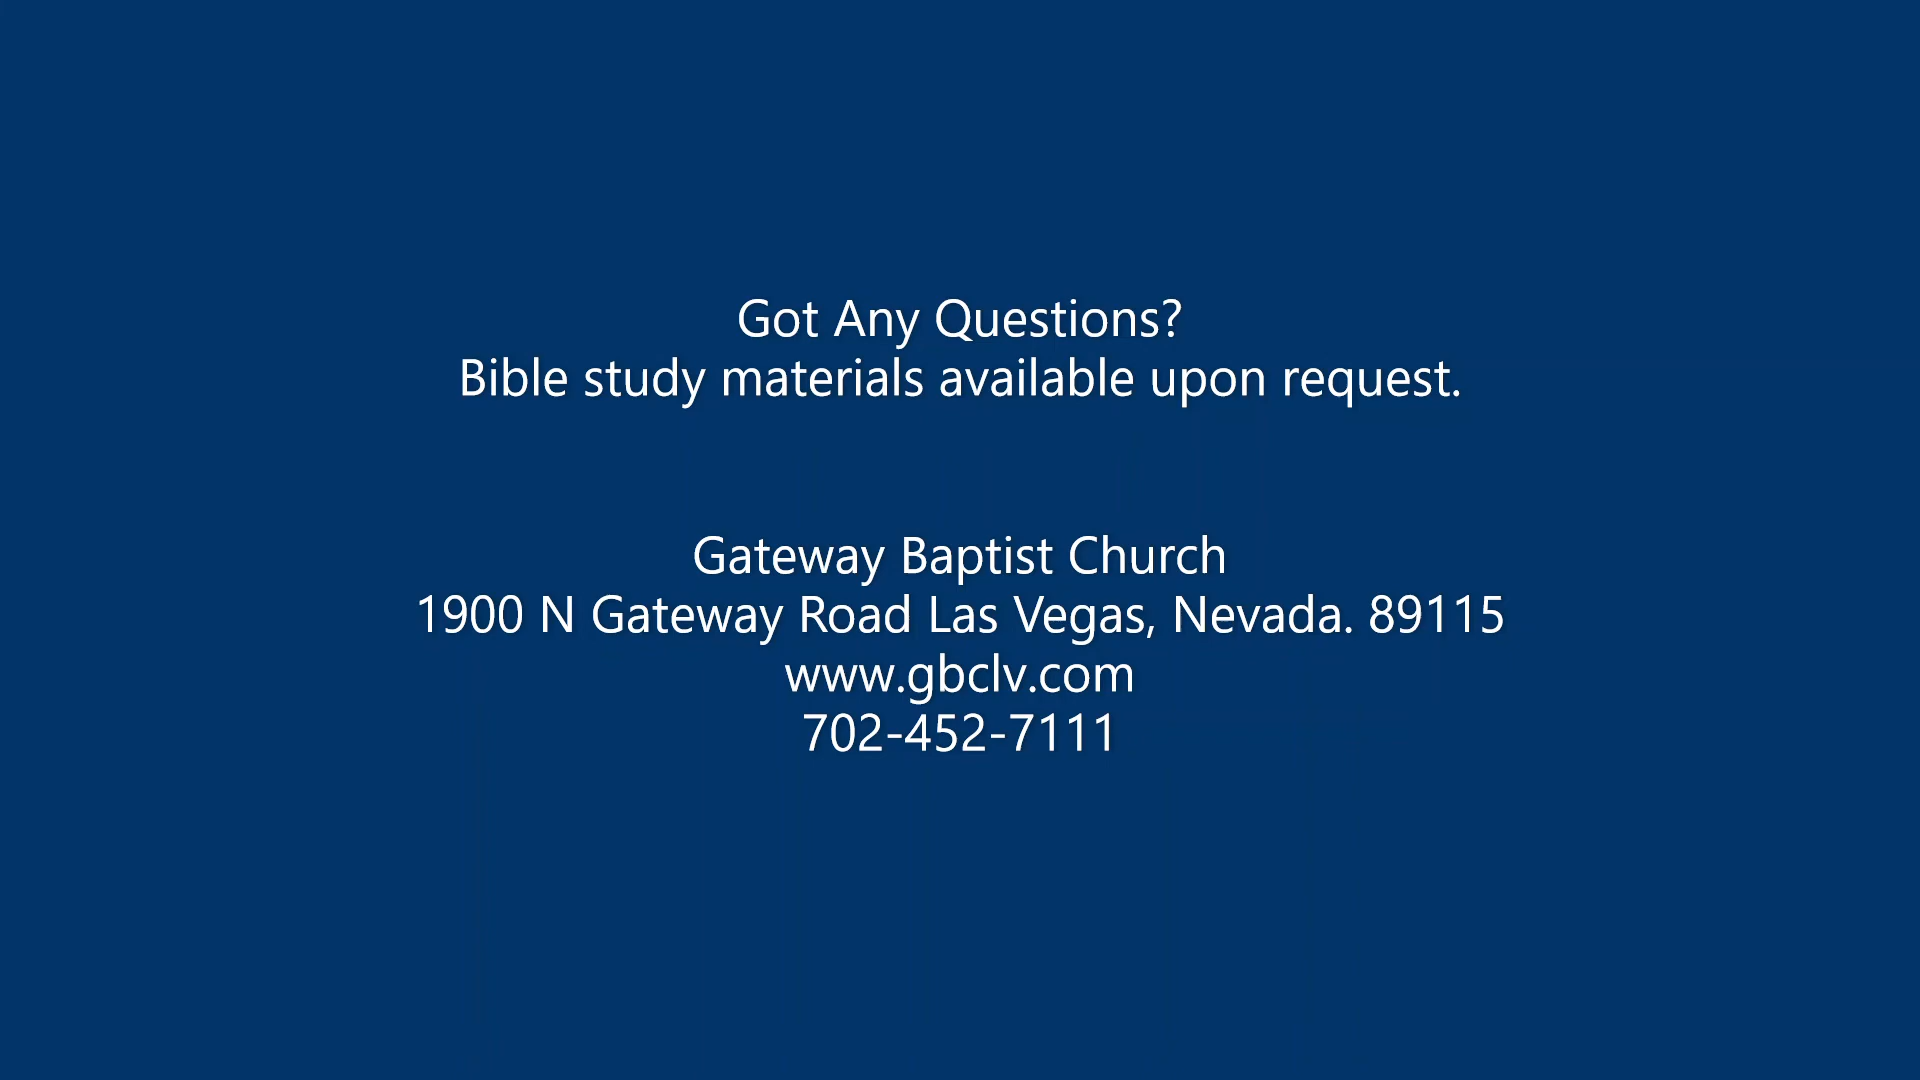 Got Any Questions?
Bible study materials available upon request.
Gateway Baptist Church
1900 N Gateway Road Las Vegas, Nevada. 89115
www.gbclv.com
702-452-7111